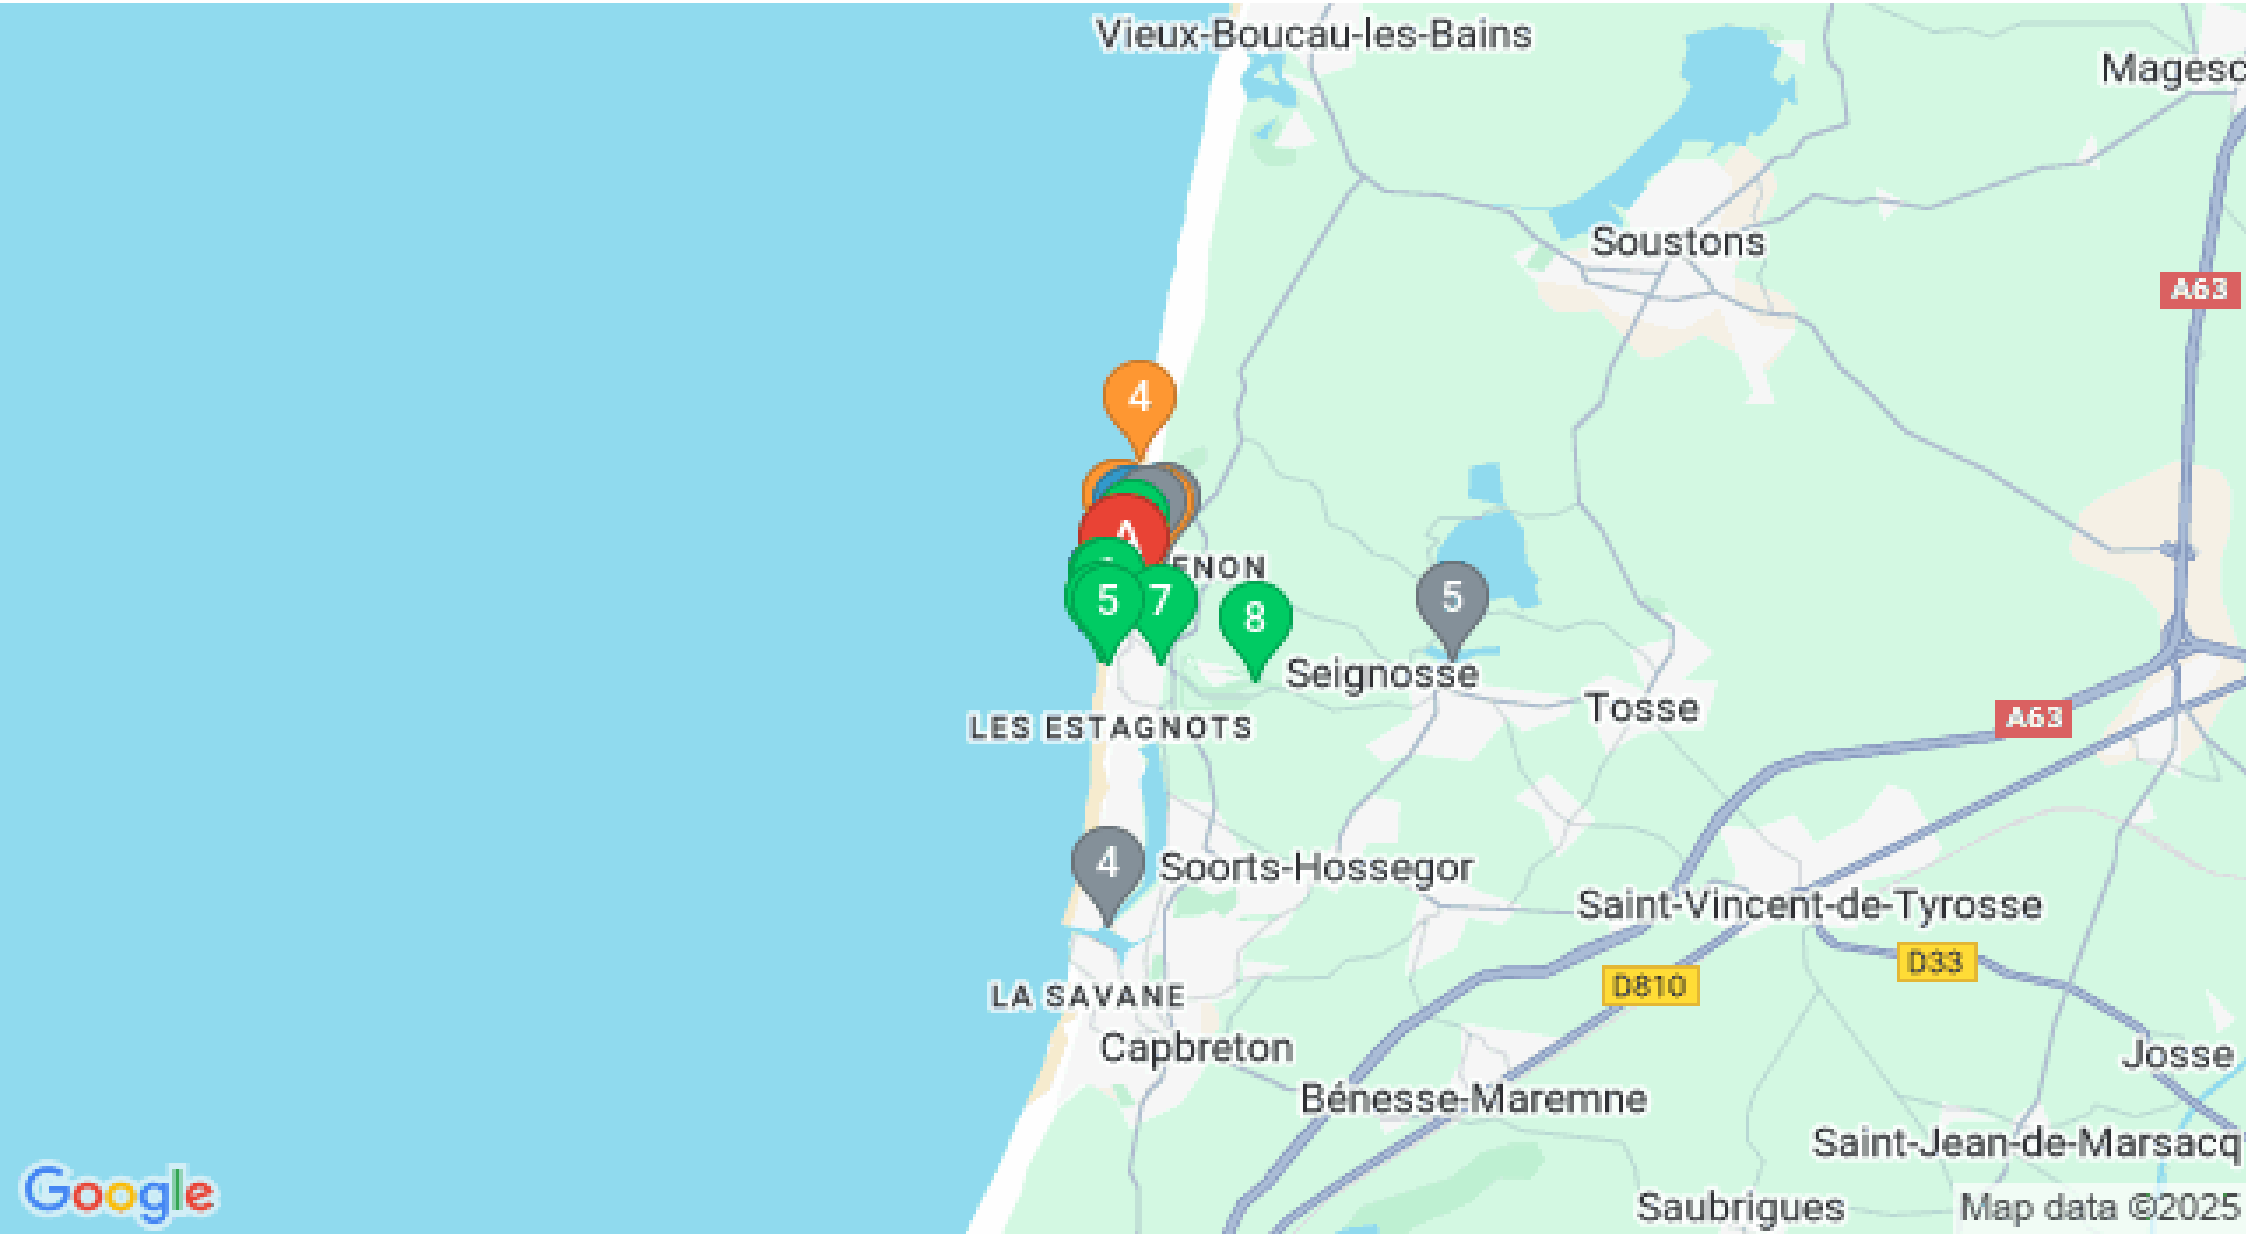 Vieux-Boucau-les-Bains
Magesc
Soustons
A63
4
A
ENON
5
7
8
5
Seignosse
Tosse
A63
LES ESTAGNOTS
4
Soorts-Hossegor
Saint-Vincent-de-Tyrosse
D33
D810
LA SAVANE
Capbreton
Josse
Bénesse-Maremne
Saint-Jean-de-Marsacq
Saubrigues
Google
Map data ©2025